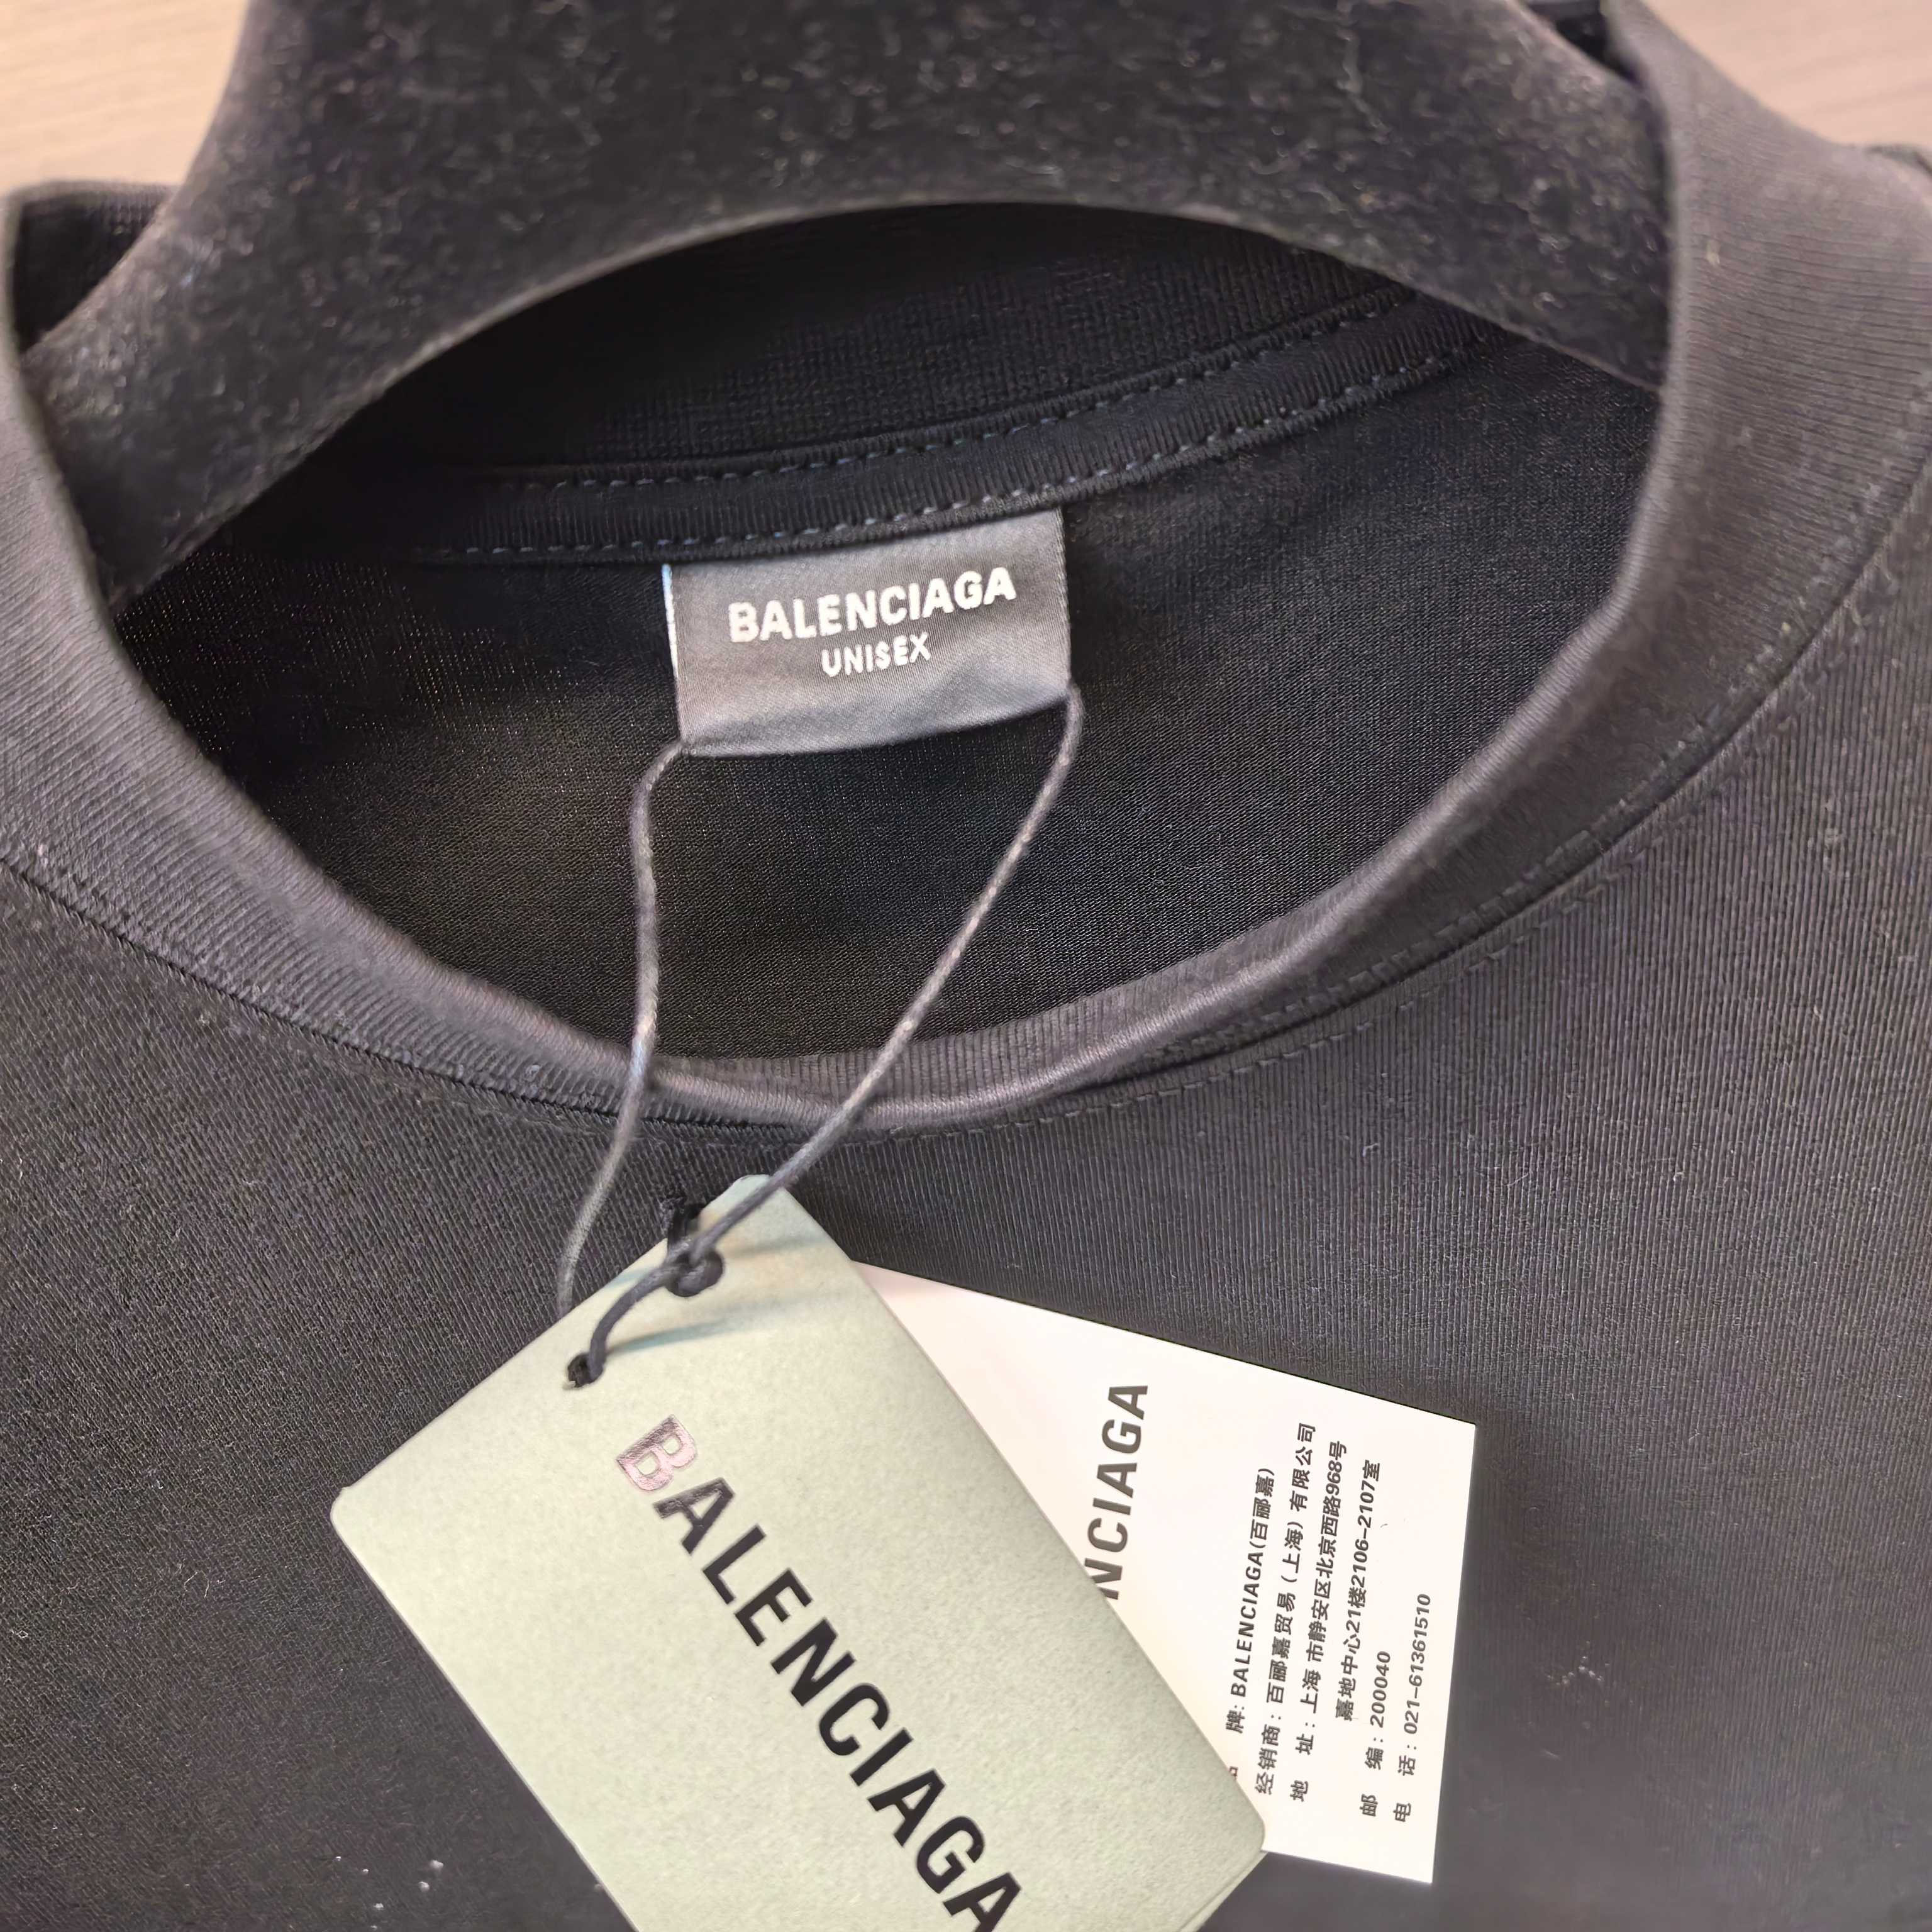 BALENCIAGA
UNISEX
BALENCIAGA
NCIAGA
牌: BALENCIAGA(百郦嘉)
经销商: 百郦嘉贸易(上海)有限公司
地 址: 上海市静安区北京西路968号
嘉地中心21楼2106-2107室
邮 编: 200040
电 话: 021-61361510